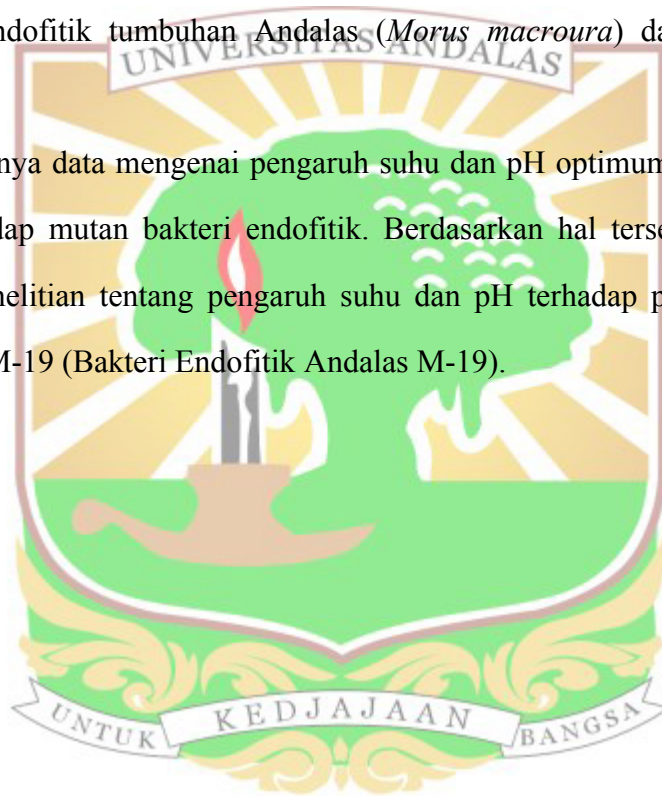 ndofitik tumbuhan Andalas (Morus macroura) da
UNIVERSITAS ANDALAS
nya data mengenai pengaruh suhu dan pH optimum
dap mutan bakteri endofitik. Berdasarkan hal terse
nelitian tentang pengaruh suhu dan pH terhadap p
M-19 (Bakteri Endofitik Andalas M-19).
UNTUK KEDJAJAAN BANGSA